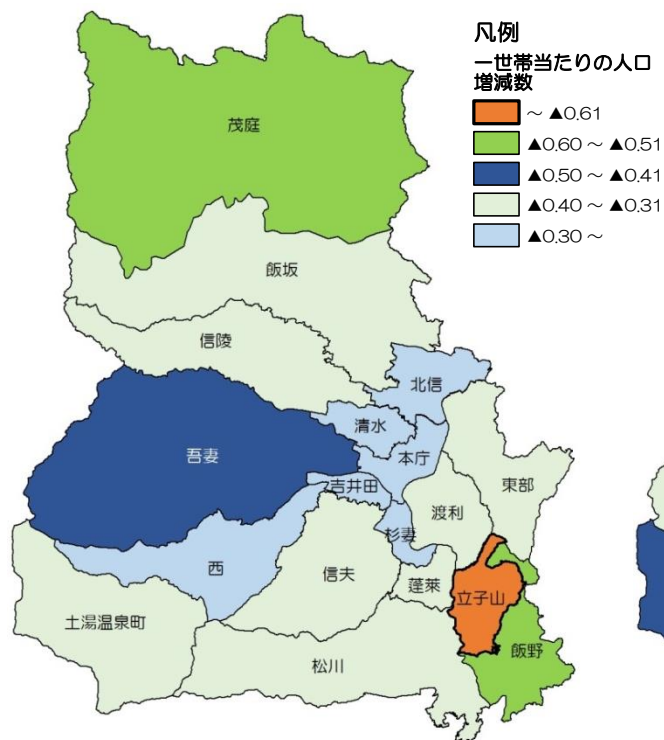 凡例
一世帯当たりの人口
増減数
～ ▲0.61
▲0.60 ～ ▲0.51
▲0.50 ～ ▲0.41
▲0.40 ～ ▲0.31
▲0.30 ～
茂庭
飯坂
信陵
北信
清水
吾妻
本庁
東部
吉井田
渡利
杉妻
西
信夫
蓬萊
立子山
土湯温泉町
飯野
松川